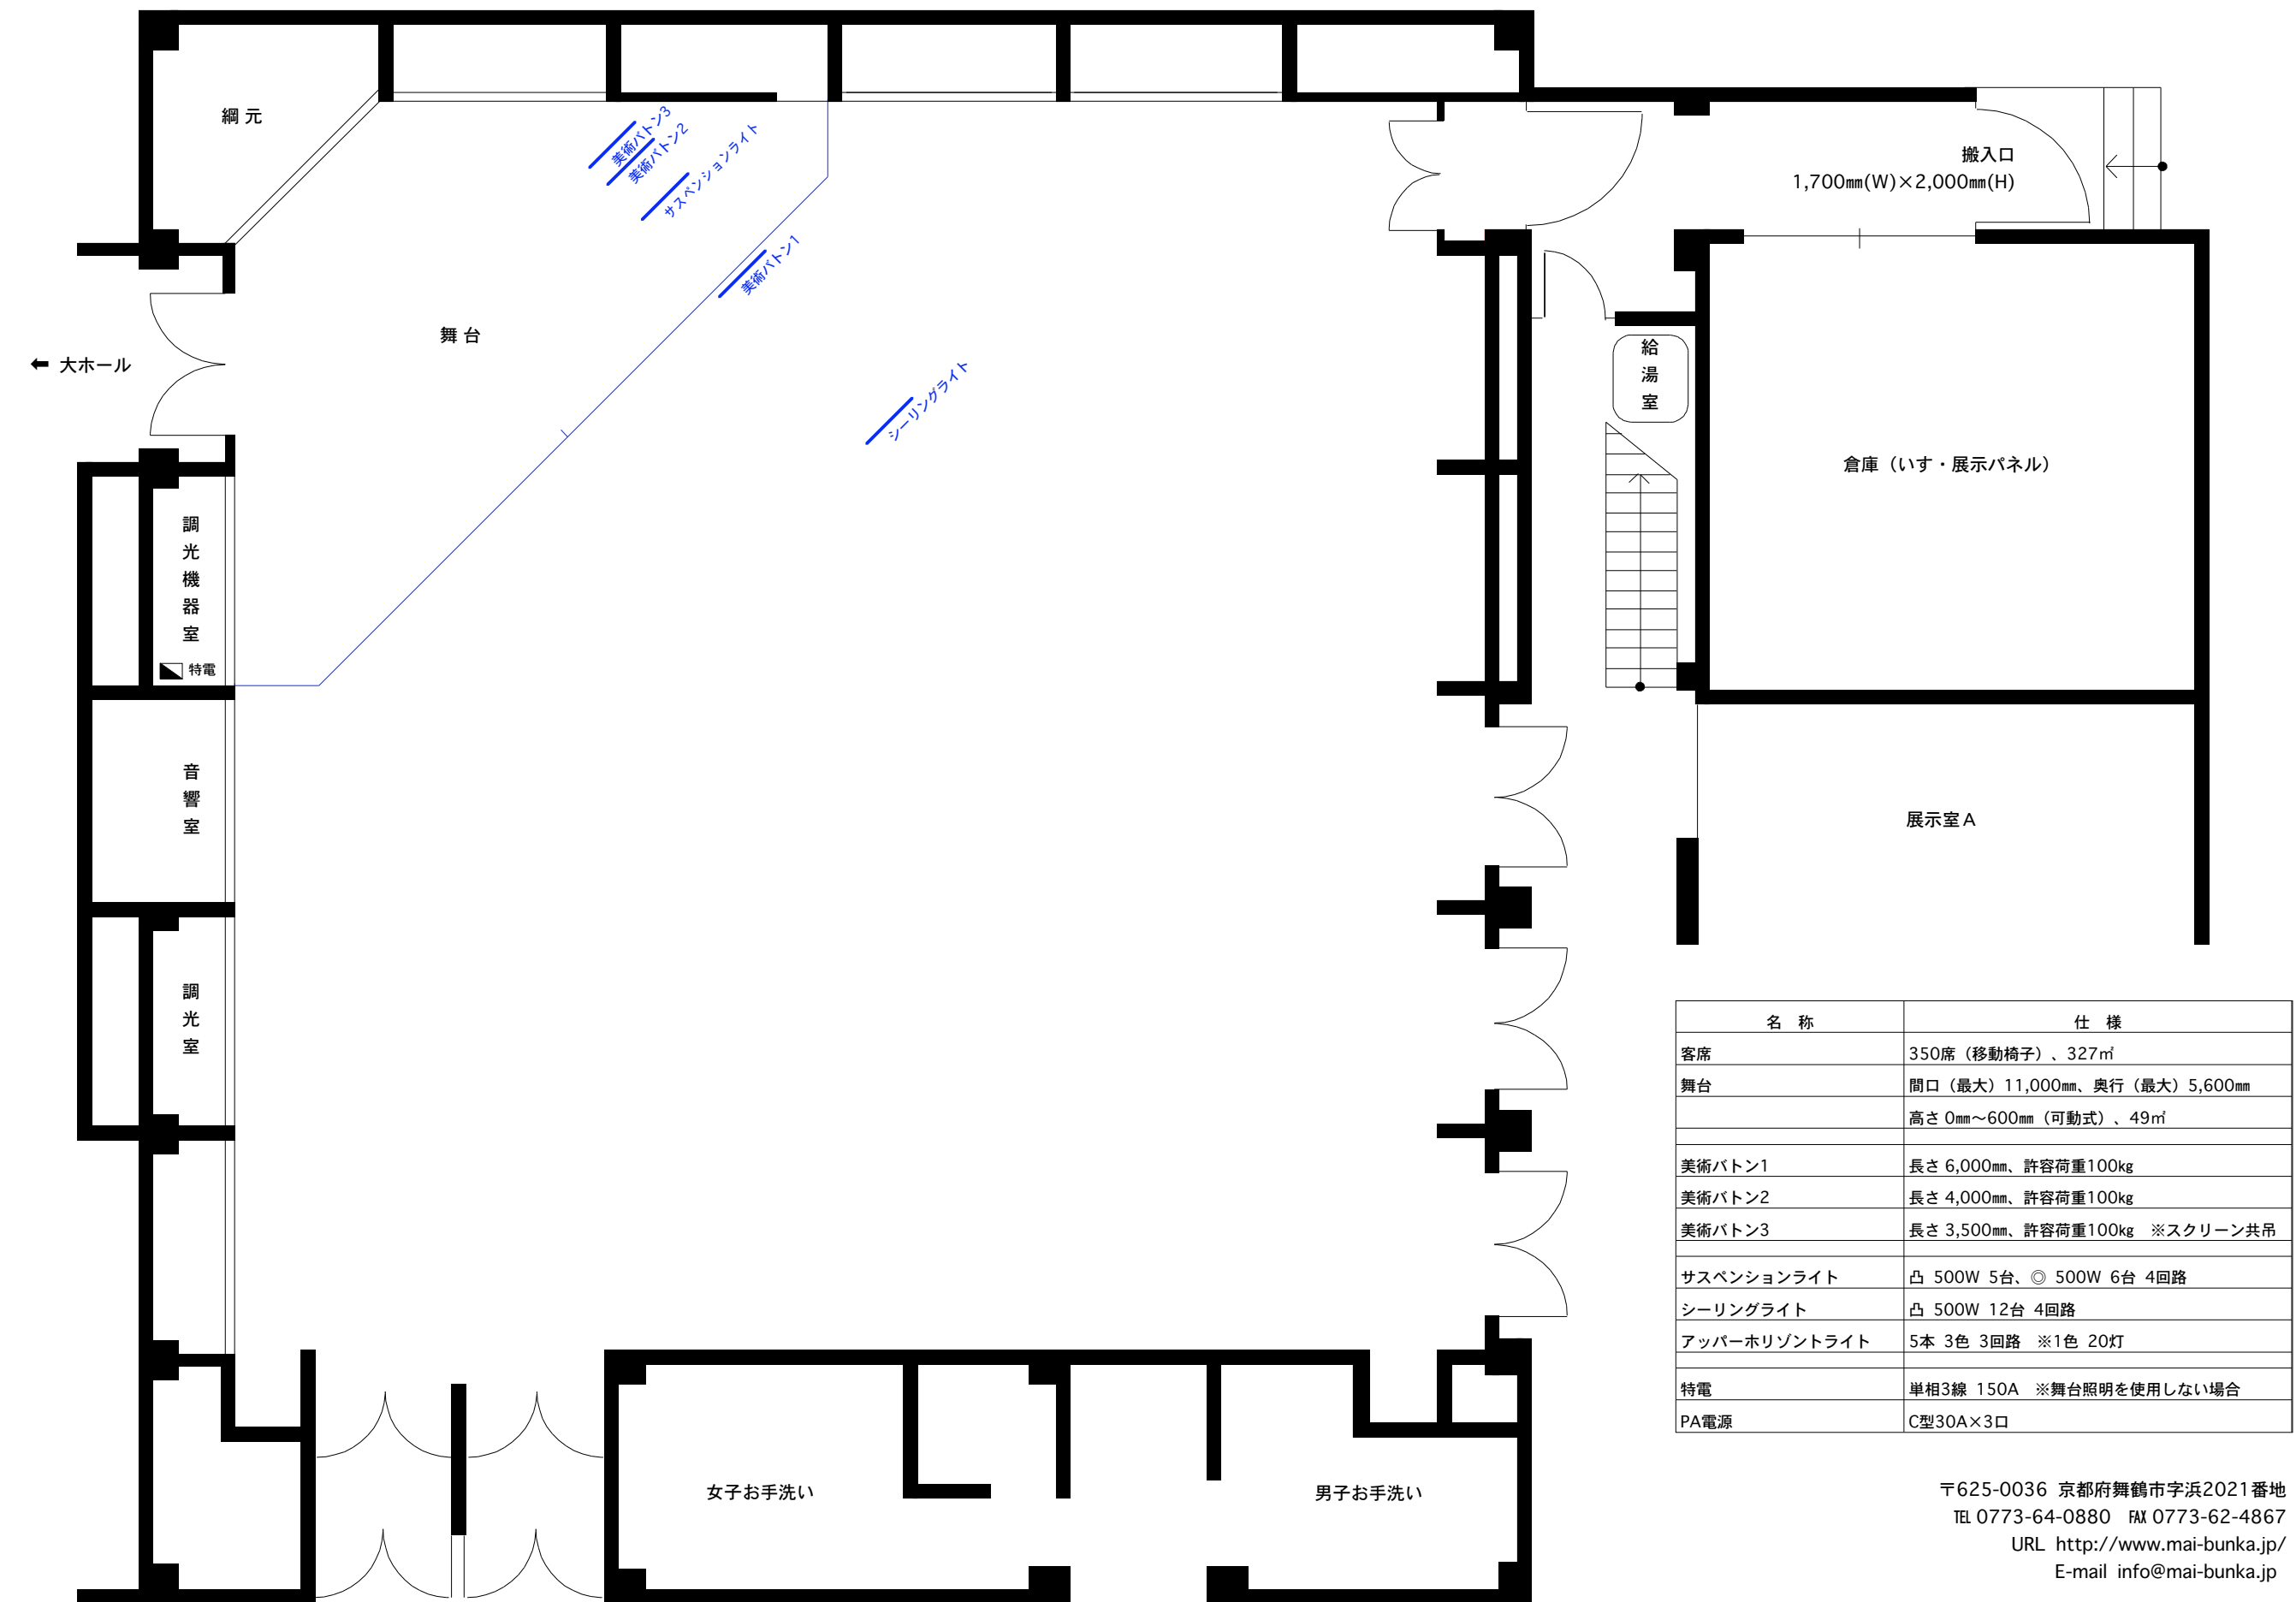 綱元
美術バトン3
美術バトン2
サスペンションライト
美術バトン1
シーリングライト
搬入口
1,700㎜(W)×2,000㎜(H)
舞台
⬅ 大ホール
給湯室
倉庫（いす・展示パネル）
調光機器室
特電
音響室
展示室A
調光室
名 称 仕 様
客席 350席（移動椅子）、327㎡
舞台 間口（最大）11,000㎜、奥行（最大）5,600㎜
高さ 0㎜～600㎜（可動式）、49㎡
美術バトン1 長さ 6,000㎜、許容荷重100㎏
美術バトン2 長さ 4,000㎜、許容荷重100㎏
美術バトン3 長さ 3,500㎜、許容荷重100㎏ ※スクリーン共吊
サスペンションライト 凸 500W 5台、◎ 500W 6台 4回路
シーリングライト 凸 500W 12台 4回路
アッパーホリゾントライト 5本 3色 3回路 ※1色 20灯
特電 単相3線 150A ※舞台照明を使用しない場合
PA電源 C型30A×3口
女子お手洗い
男子お手洗い
〒625-0036 京都府舞鶴市字浜2021番地
℡ 0773-64-0880 FAX 0773-62-4867
URL http://www.mai-bunka.jp/
E-mail info@mai-bunka.jp